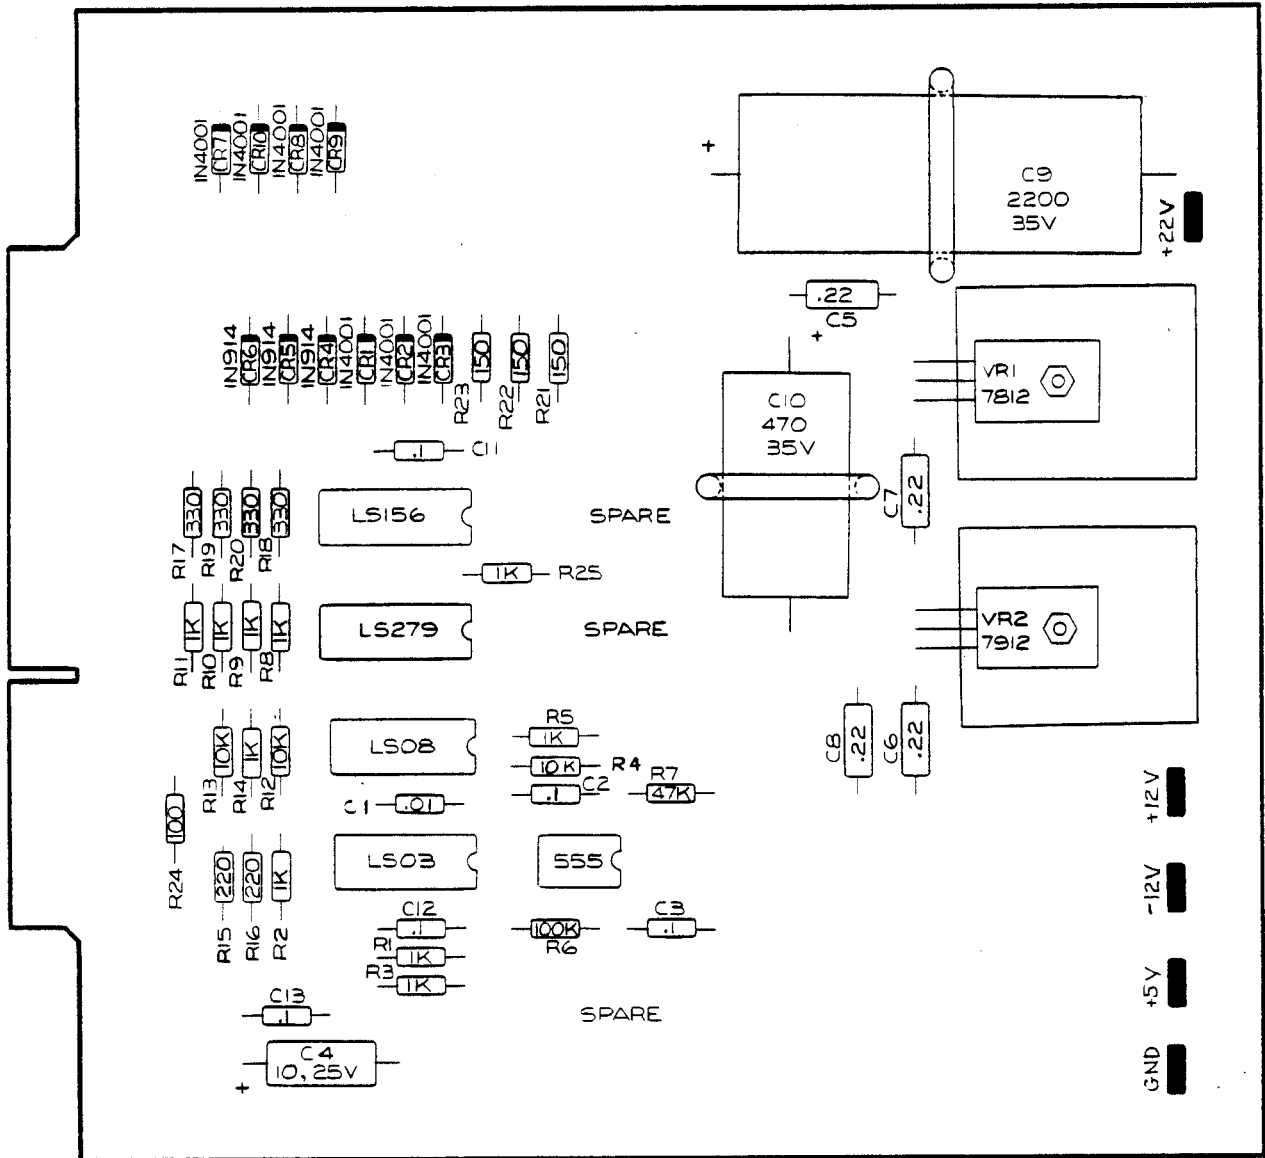 IN4001
CR7
IN4001
CR10
IN4001
CR8
IN4001
CR9
+
C9
2200
35V
+22V
.22
C5
+
IN914
CR6
IN914
CR5
IN914
CR4
IN4001
CR1
IN4001
CR2
IN4001
CR3
R23
150
R22
150
R21
150
C10
470
35V
VR1
7812
.1
C11
330
R17
330
R19
330
R20
330
R18
LS156
SPARE
C7
.22
1K
R25
1K
R11
1K
R10
1K
R9
1K
R8
LS279
SPARE
VR2
7912
10K
R13
1K
R14
10K
R12
LS08
R5
1K
10K
R4
.1
C2
R7
47K
C8
.22
C6
.22
C1
.01
+12V
100
R24
220
R15
220
R16
1K
R2
LS03
555
-12V
C12
.1
R1
1K
R3
1K
100K
R6
C3
.1
+5V
C13
.1
SPARE
C4
10, 25V
+
GND